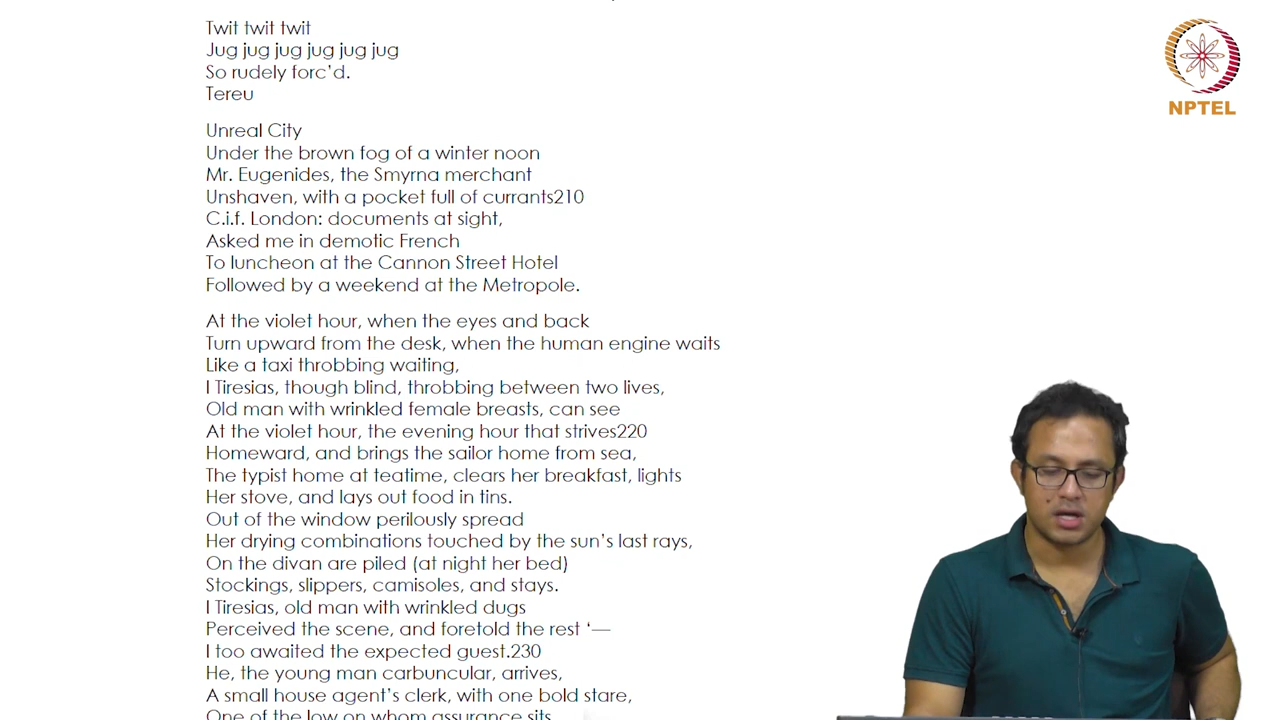 Twit twit twit
Jug jug jug jug jug jug
So rudely forc'd.
Tereu
Unreal City
Under the brown fog of a winter noon
Mr. Eugenides, the Smyrna merchant
Unshaven, with a pocket full of currants210
C.i.f. London: documents at sight,
Asked me in demotic French
To luncheon at the Cannon Street Hotel
Followed by a weekend at the Metropole.
At the violet hour, when the eyes and back
Turn upward from the desk, when the human engine waits
Like a taxi throbbing waiting,
I Tiresias, though blind, throbbing between two lives,
Old man with wrinkled female breasts, can see
At the violet hour, the evening hour that strives220
Homeward, and brings the sailor home from sea,
The typist home at teatime, clears her breakfast, lights
Her stove, and lays out food in tins.
Out of the window perilously spread
Her drying combinations touched by the sun's last rays,
On the divan are piled (at night her bed)
Stockings, slippers, camisoles, and stays.
I Tiresias, old man with wrinkled dugs
Perceived the scene, and foretold the rest '—
I too awaited the expected guest.230
He, the young man carbuncular, arrives,
A small house agent's clerk, with one bold stare,
One of the low on whom assurance sits
NPTEL